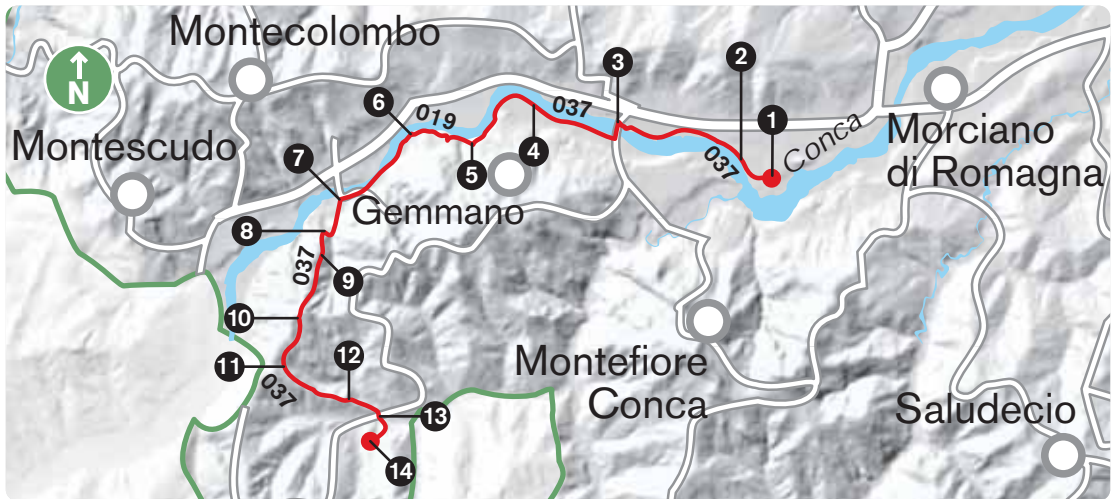 Montecolombo
N
Montescudo
6
019
037
3
2
1
Conca
Morciano
di Romagna
7
5
4
037
Gemmano
8
037
9
10
11
037
12
13
14
Montefiore
Conca
Saludecio